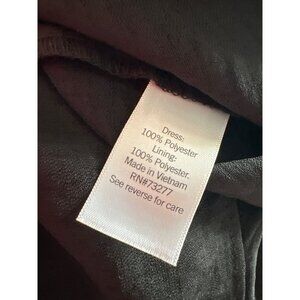 Dress:
100% Polyester
Lining:
100% Polyester.
Made in Vietnam
RN#73277
See reverse for care